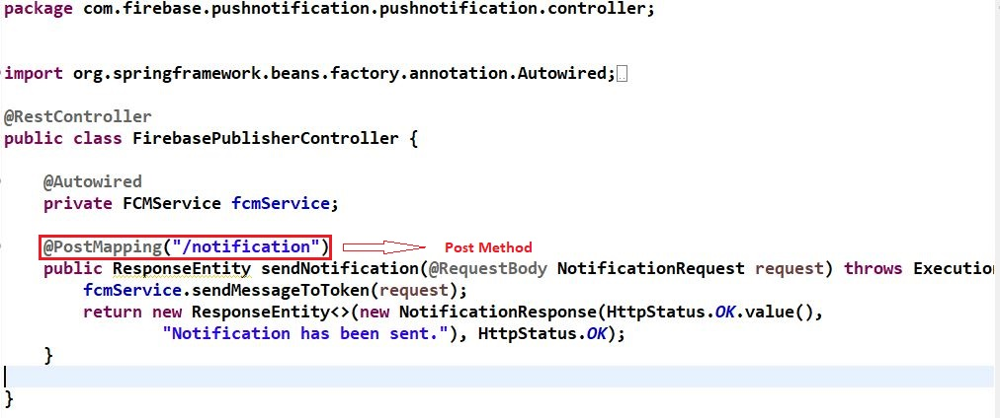 package com.firebase.pushnotification.pushnotification.controller;
import org.springframework.beans.factory.annotation.Autowired;
@RestController
public class FirebasePublisherController {
@Autowired
private FCMService fcmService;
@PostMapping("/notification") Post Method
public ResponseEntity sendNotification(@RequestBody NotificationRequest request) throws Execution
fcmService.sendMessageToToken(request);
return new ResponseEntity<>(new NotificationResponse(HttpStatus.OK.value(),
"Notification has been sent."), HttpStatus.OK);
}
}